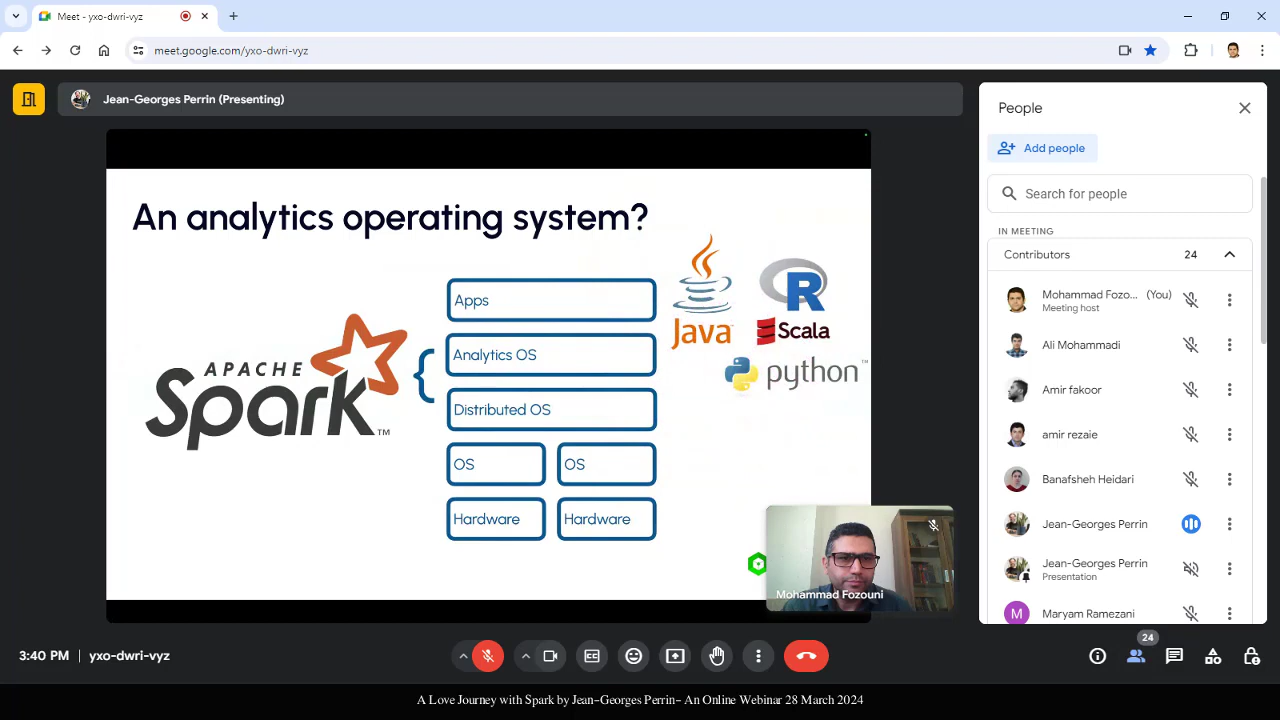 Meet - yxo-dwri-vyz
meet.google.com/yxo-dwri-vyz
Jean-Georges Perrin (Presenting)
An analytics operating system?
APACHE
Spark™
Apps
Analytics OS
Distributed OS
OS
OS
Hardware
Hardware
Java™
R
Scala
python™
Mohammad Fozouni
People
Add people
Search for people
IN MEETING
Contributors 24
Mohammad Fozo... (You)
Meeting host
Ali Mohammadi
Amir fakoor
amir rezaie
Banafsheh Heidari
Jean-Georges Perrin
Jean-Georges Perrin
Presentation
M Maryam Ramezani
3:40 PM | yxo-dwri-vyz
CC
24
A Love Journey with Spark by Jean-Georges Perrin- An Online Webinar 28 March 2024